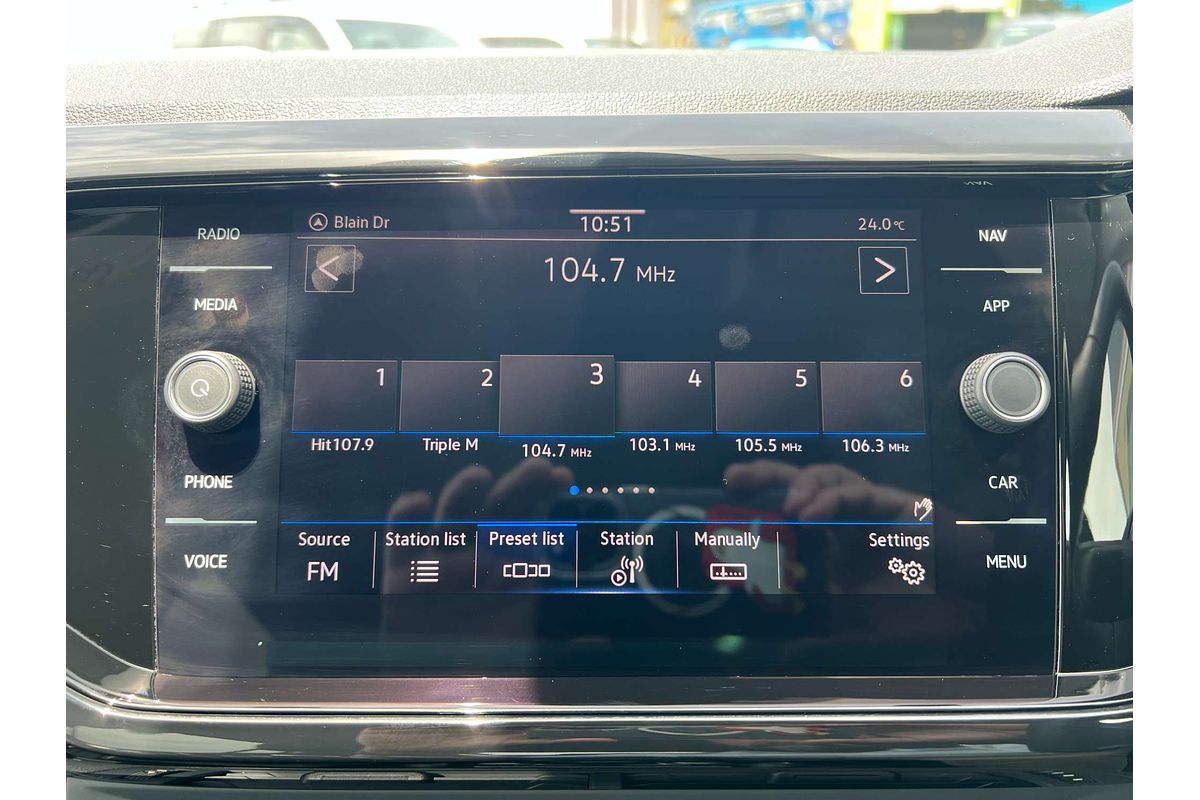 RADIO
MEDIA
PHONE
VOICE
Blain Dr
10:51
24.0°C
< 104.7 MHz >
1 2 3 4 5 6
Hit107.9 Triple M 104.7 MHz 103.1 MHz 105.5 MHz 106.3 MHz
Source Station list Preset list Station Manually Settings
FM
NAV
APP
CAR
MENU